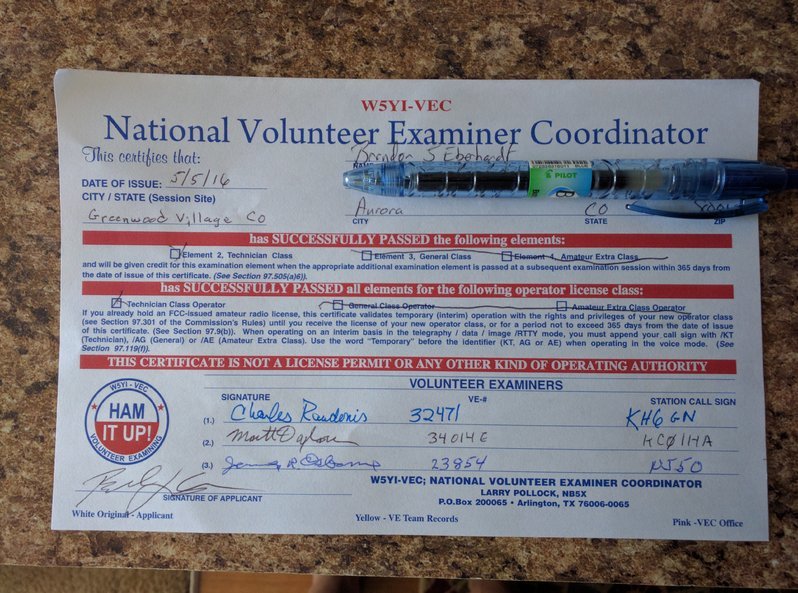 W5YI-VEC
National Volunteer Examiner Coordinator
This certifies that:
Brendon S Eberhardt
DATE OF ISSUE: 5/5/16
CITY / STATE (Session Site)
Greenwood Village Co
Aurora CO
CITY STATE ZIP
PILOT
BLUE
has SUCCESSFULLY PASSED the following elements:
Element 2, Technician Class Element 3, General Class Element 4, Amateur Extra Class
and will be given credit for this examination element when the appropriate additional examination element is passed at a subsequent examination session within 365 days from
the date of issue of this certificate. (See Section 97.505(a)6)).
has SUCCESSFULLY PASSED all elements for the following operator license class:
Technician Class Operator General Class Operator Amateur Extra Class Operator
If you already hold an FCC-issued amateur radio license, this certificate validates temporary (interim) operation with the rights and privileges of your new operator class
(see Section 97.301 of the Commission's Rules) until you receive the license of your new operator class, or for a period not to exceed 365 days from the date of issue
of this certificate. (See Section 97.9(b)). When operating on an interim basis in the telegraphy / data / image /RTTY mode, you must append your call sign with /KT
(Technician), /AG (General) or /AE (Amateur Extra Class). Use the word "Temporary" before the identifier (KT, AG or AE) when operating in the voice mode. (See
Section 97.119(f)).
THIS CERTIFICATE IS NOT A LICENSE PERMIT OR ANY OTHER KIND OF OPERATING AUTHORITY
W5YI - VEC
HAM
IT UP!
VOLUNTEER EXAMINING
VOLUNTEER EXAMINERS
SIGNATURE VE-# STATION CALL SIGN
(1.) Charles Raudonis 32471 KH6GN
(2.) Matt 34014E KC0IHA
(3.) Jeremy R. Osborne 23854 NJ5O
SIGNATURE OF APPLICANT
W5YI-VEC; NATIONAL VOLUNTEER EXAMINER COORDINATOR
LARRY POLLOCK, NB5X
P.O.Box 200065 • Arlington, TX 76006-0065
White Original - Applicant Yellow - VE Team Records Pink -VEC Office